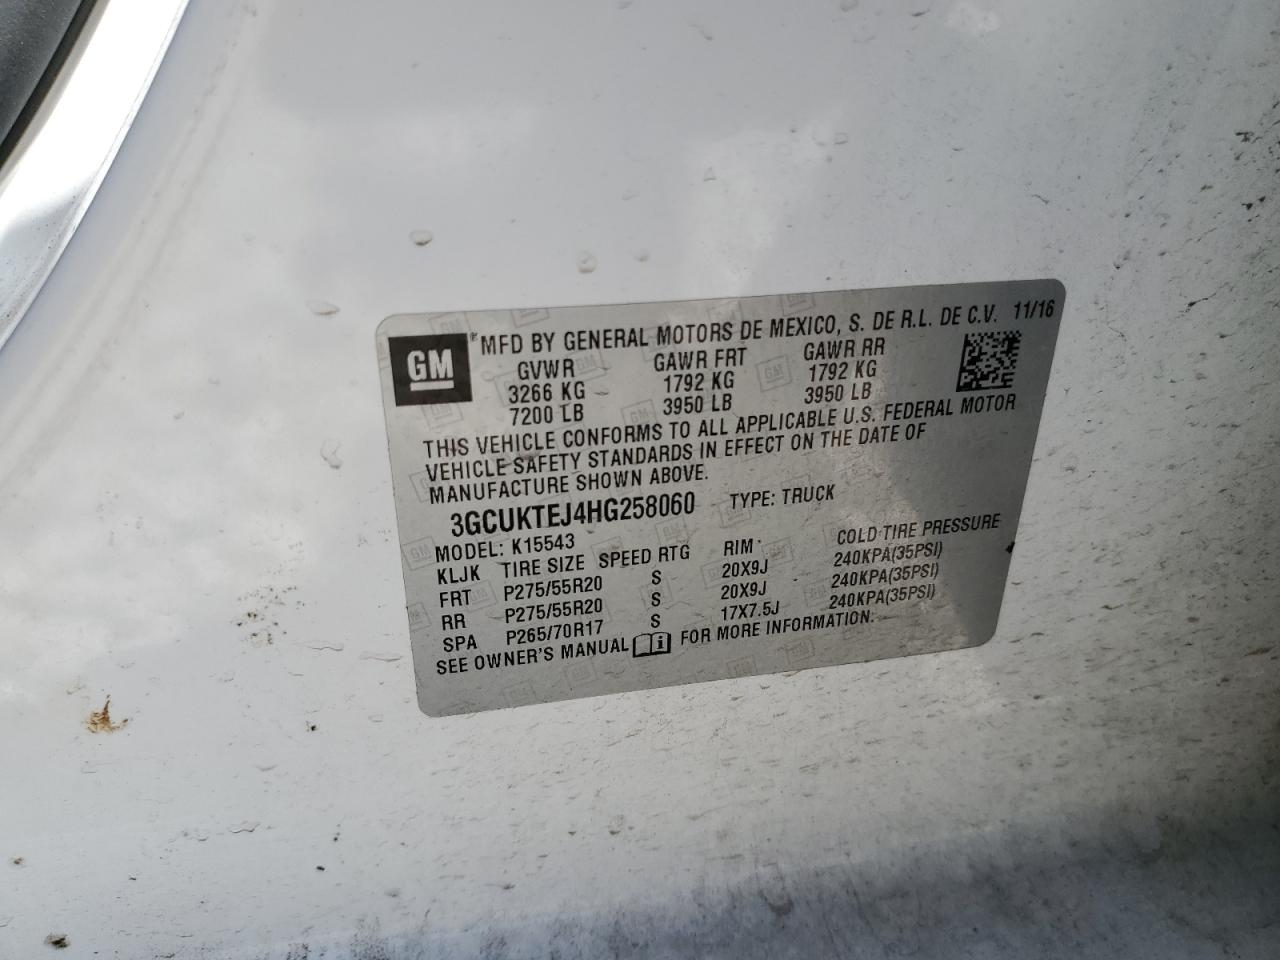 GM
MFD BY GENERAL MOTORS DE MEXICO, S. DE R.L. DE C.V. 11/16
GVWR GAWR FRT GAWR RR
3266 KG 1792 KG 1792 KG
7200 LB 3950 LB 3950 LB
THIS VEHICLE CONFORMS TO ALL APPLICABLE U.S. FEDERAL MOTOR
VEHICLE SAFETY STANDARDS IN EFFECT ON THE DATE OF
MANUFACTURE SHOWN ABOVE.
3GCUKTEJ4HG258060 TYPE: TRUCK
MODEL: K15543
KLJK TIRE SIZE SPEED RTG RIM COLD TIRE PRESSURE
FRT P275/55R20 S 20X9J 240KPA(35PSI)
RR P275/55R20 S 20X9J 240KPA(35PSI)
SPA P265/70R17 S 17X7.5J 240KPA(35PSI)
SEE OWNER'S MANUAL FOR MORE INFORMATION.